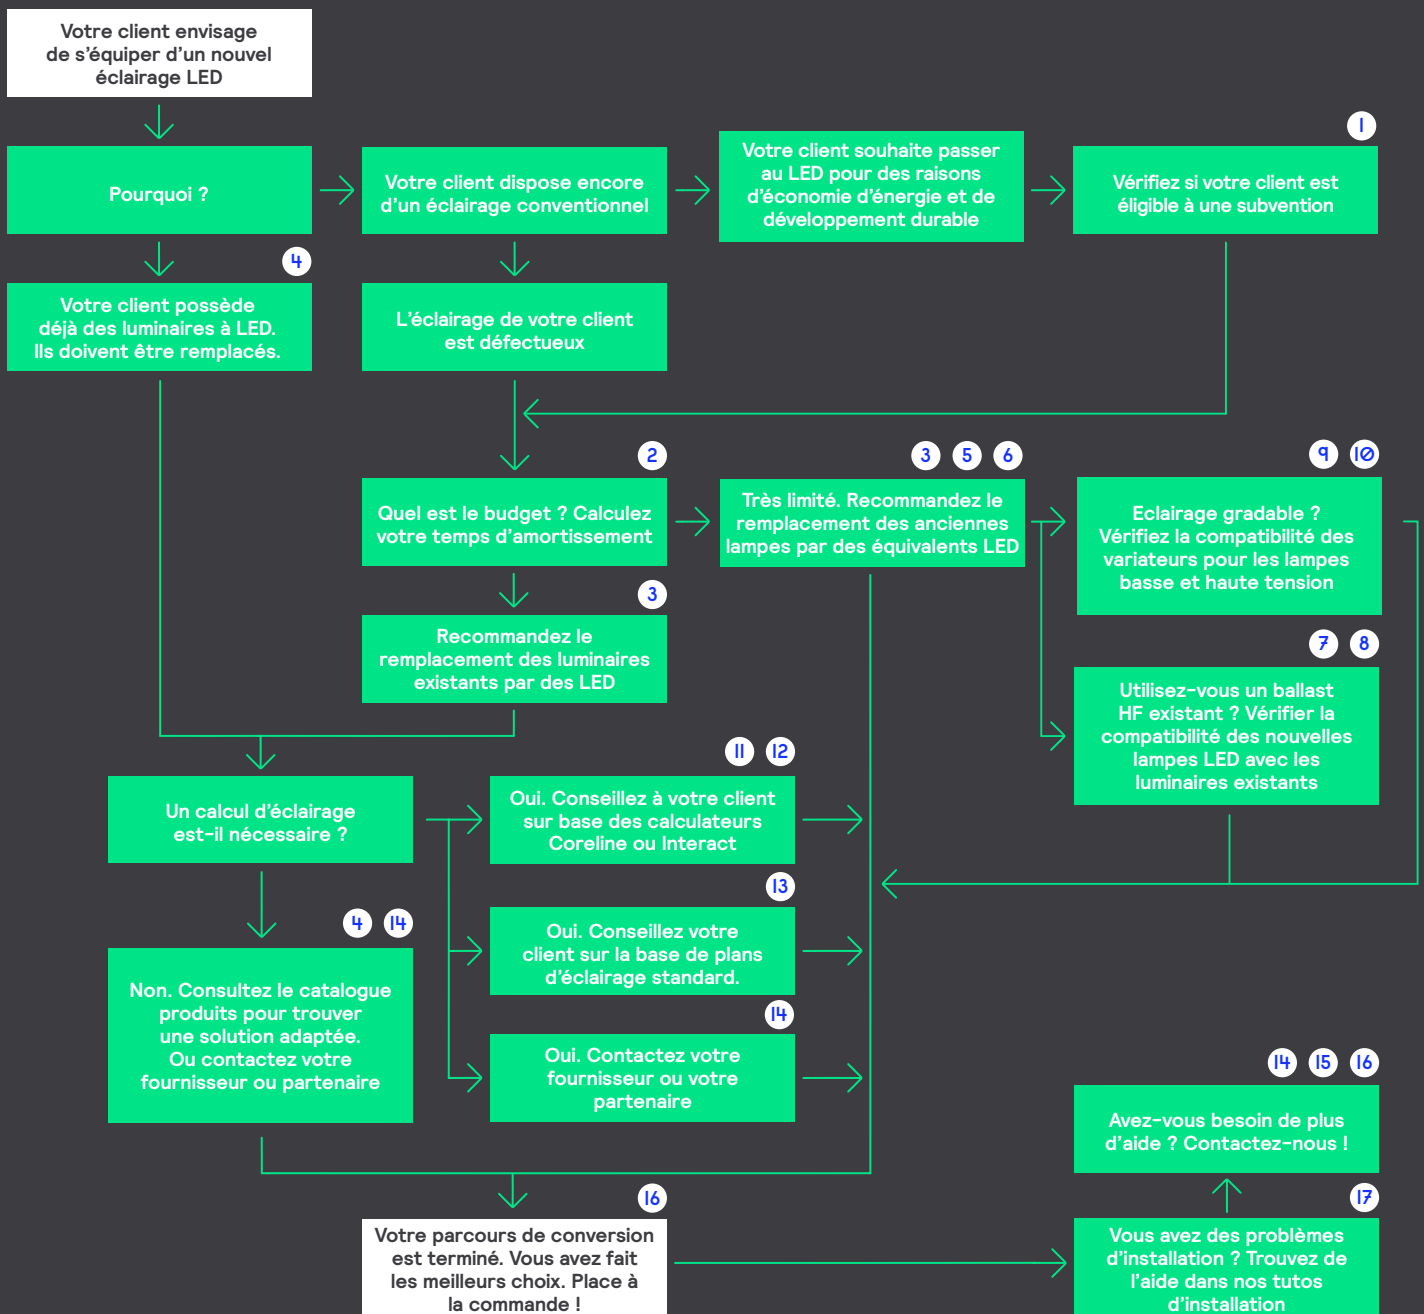 Votre client envisage
de s'équiper d'un nouvel
éclairage LED
1
Pourquoi ?
Votre client dispose encore
d'un éclairage conventionnel
Votre client souhaite passer
au LED pour des raisons
d'économie d'énergie et de
développement durable
Vérifiez si votre client est
éligible à une subvention
4
Votre client possède
déjà des luminaires à LED.
Ils doivent être remplacés.
L'éclairage de votre client
est défectueux
2
Quel est le budget ? Calculez
votre temps d'amortissement
3 5 6
Très limité. Recommandez le
remplacement des anciennes
lampes par des équivalents LED
9 10
Eclairage gradable ?
Vérifiez la compatibilité des
variateurs pour les lampes
basse et haute tension
3
Recommandez le
remplacement des luminaires
existants par des LED
7 8
Utilisez-vous un ballast
HF existant ? Vérifier la
compatibilité des nouvelles
lampes LED avec les
luminaires existants
Un calcul d'éclairage
est-il nécessaire ?
11 12
Oui. Conseillez à votre client
sur base des calculateurs
Coreline ou Interact
13
Oui. Conseillez votre
client sur la base de plans
d'éclairage standard.
4 14
Non. Consultez le catalogue
produits pour trouver
une solution adaptée.
Ou contactez votre
fournisseur ou partenaire
14
Oui. Contactez votre
fournisseur ou votre
partenaire
14 15 16
Avez-vous besoin de plus
d'aide ? Contactez-nous !
16
Votre parcours de conversion
est terminé. Vous avez fait
les meilleurs choix. Place à
la commande !
17
Vous avez des problèmes
d'installation ? Trouvez de
l'aide dans nos tutos
d'installation